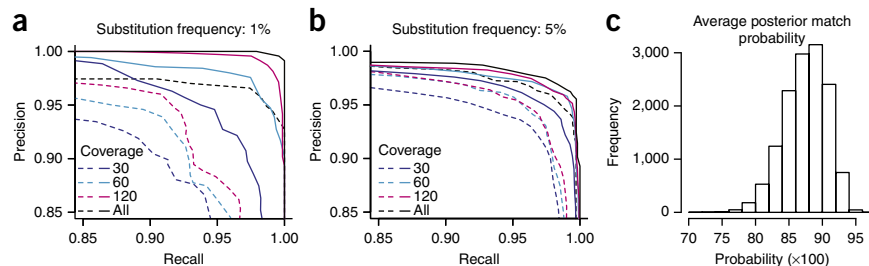 a
Substitution frequency: 1%
1.00
0.95
0.90
0.85
Precision
Coverage
30
60
120
All
0.85
0.90
0.95
1.00
Recall
b
Substitution frequency: 5%
1.00
0.95
0.90
0.85
Precision
Coverage
30
60
120
All
0.85
0.90
0.95
1.00
Recall
c
Average posterior match
probability
3,000
2,000
1,000
0
Frequency
70 75 80 85 90 95
Probability (×100)